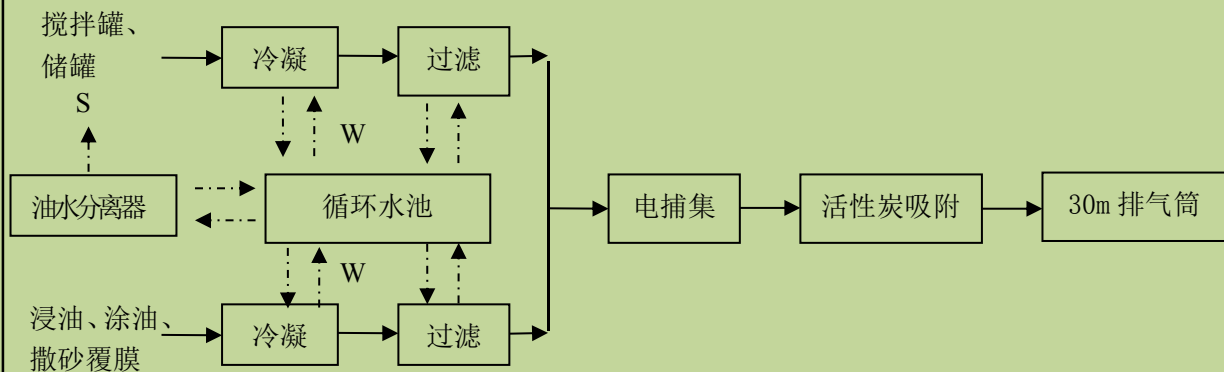 搅拌罐、
储罐
冷凝
过滤
S
W
油水分离器
循环水池
电捕集
活性炭吸附
30m 排气筒
W
浸油、涂油、
撒砂覆膜
冷凝
过滤